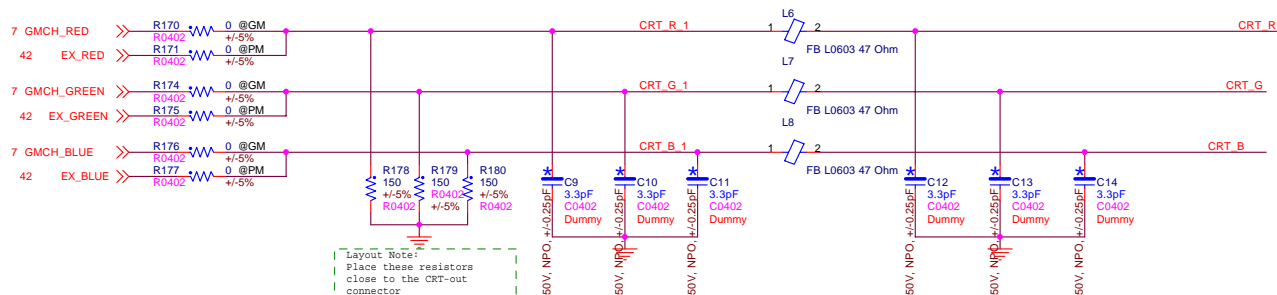 7 GMCH_RED R170 0 @GM
R0402 +/-5%
42 EX_RED R171 0 @PM
R0402 +/-5%
CRT_R_1 1 L6 2 CRT_R
FB L0603 47 Ohm
7 GMCH_GREEN R174 0 @GM
R0402 +/-5%
42 EX_GREEN R175 0 @PM
R0402 +/-5%
CRT_G_1 1 L7 2 CRT_G
FB L0603 47 Ohm
7 GMCH_BLUE R176 0 @GM
R0402 +/-5%
42 EX_BLUE R177 0 @PM
R0402 +/-5%
CRT_B_1 1 L8 2 CRT_B
FB L0603 47 Ohm
R178
150
+/-5%
R0402
R179
150
R0402
+/-5%
R180
150
+/-5%
R0402
* C9
3.3pF
C0402
Dummy
50V, NPO, +/-0.25pF
* C10
3.3pF
C0402
Dummy
50V, NPO, +/-0.25pF
* C11
3.3pF
C0402
Dummy
50V, NPO, +/-0.25pF
* C12
3.3pF
C0402
Dummy
50V, NPO, +/-0.25pF
* C13
3.3pF
C0402
Dummy
50V, NPO, +/-0.25pF
* C14
3.3pF
C0402
Dummy
50V, NPO, +/-0.25pF
Layout Note:
Place these resistors
close to the CRT-out
connector